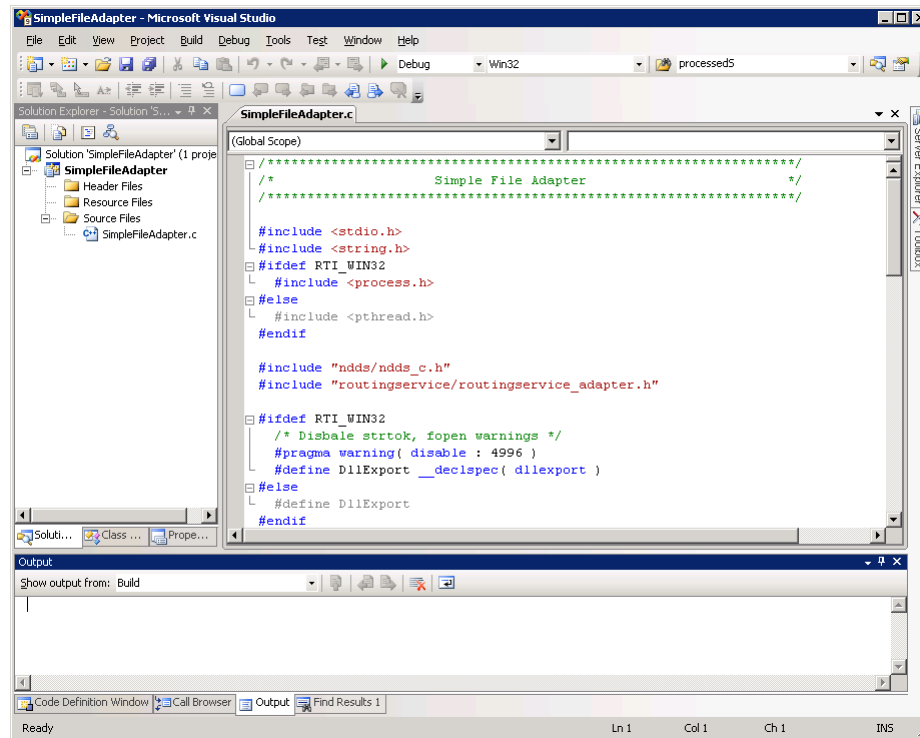 SimpleFileAdapter - Microsoft Visual Studio
File Edit View Project Build Debug Tools Test Window Help
Debug Win32 processedS
Solution Explorer - Solution 'S...
SimpleFileAdapter.c
(Global Scope)
Solution 'SimpleFileAdapter' (1 proje
SimpleFileAdapter
Header Files
Resource Files
Source Files
SimpleFileAdapter.c
/******************************************************************/
/* Simple File Adapter */
/******************************************************************/
#include <stdio.h>
#include <string.h>
#ifdef RTI_WIN32
#include <process.h>
#else
#include <pthread.h>
#endif
#include "ndds/ndds_c.h"
#include "routingservice/routingservice_adapter.h"
#ifdef RTI_WIN32
/* Disbale strtok, fopen warnings */
#pragma warning( disable : 4996 )
#define DllExport __declspec( dllexport )
#else
#define DllExport
#endif
Server Explorer
Toolbox
Soluti... Class ... Prope...
Output
Show output from: Build
Code Definition Window Call Browser Output Find Results 1
Ready Ln 1 Col 1 Ch 1 INS